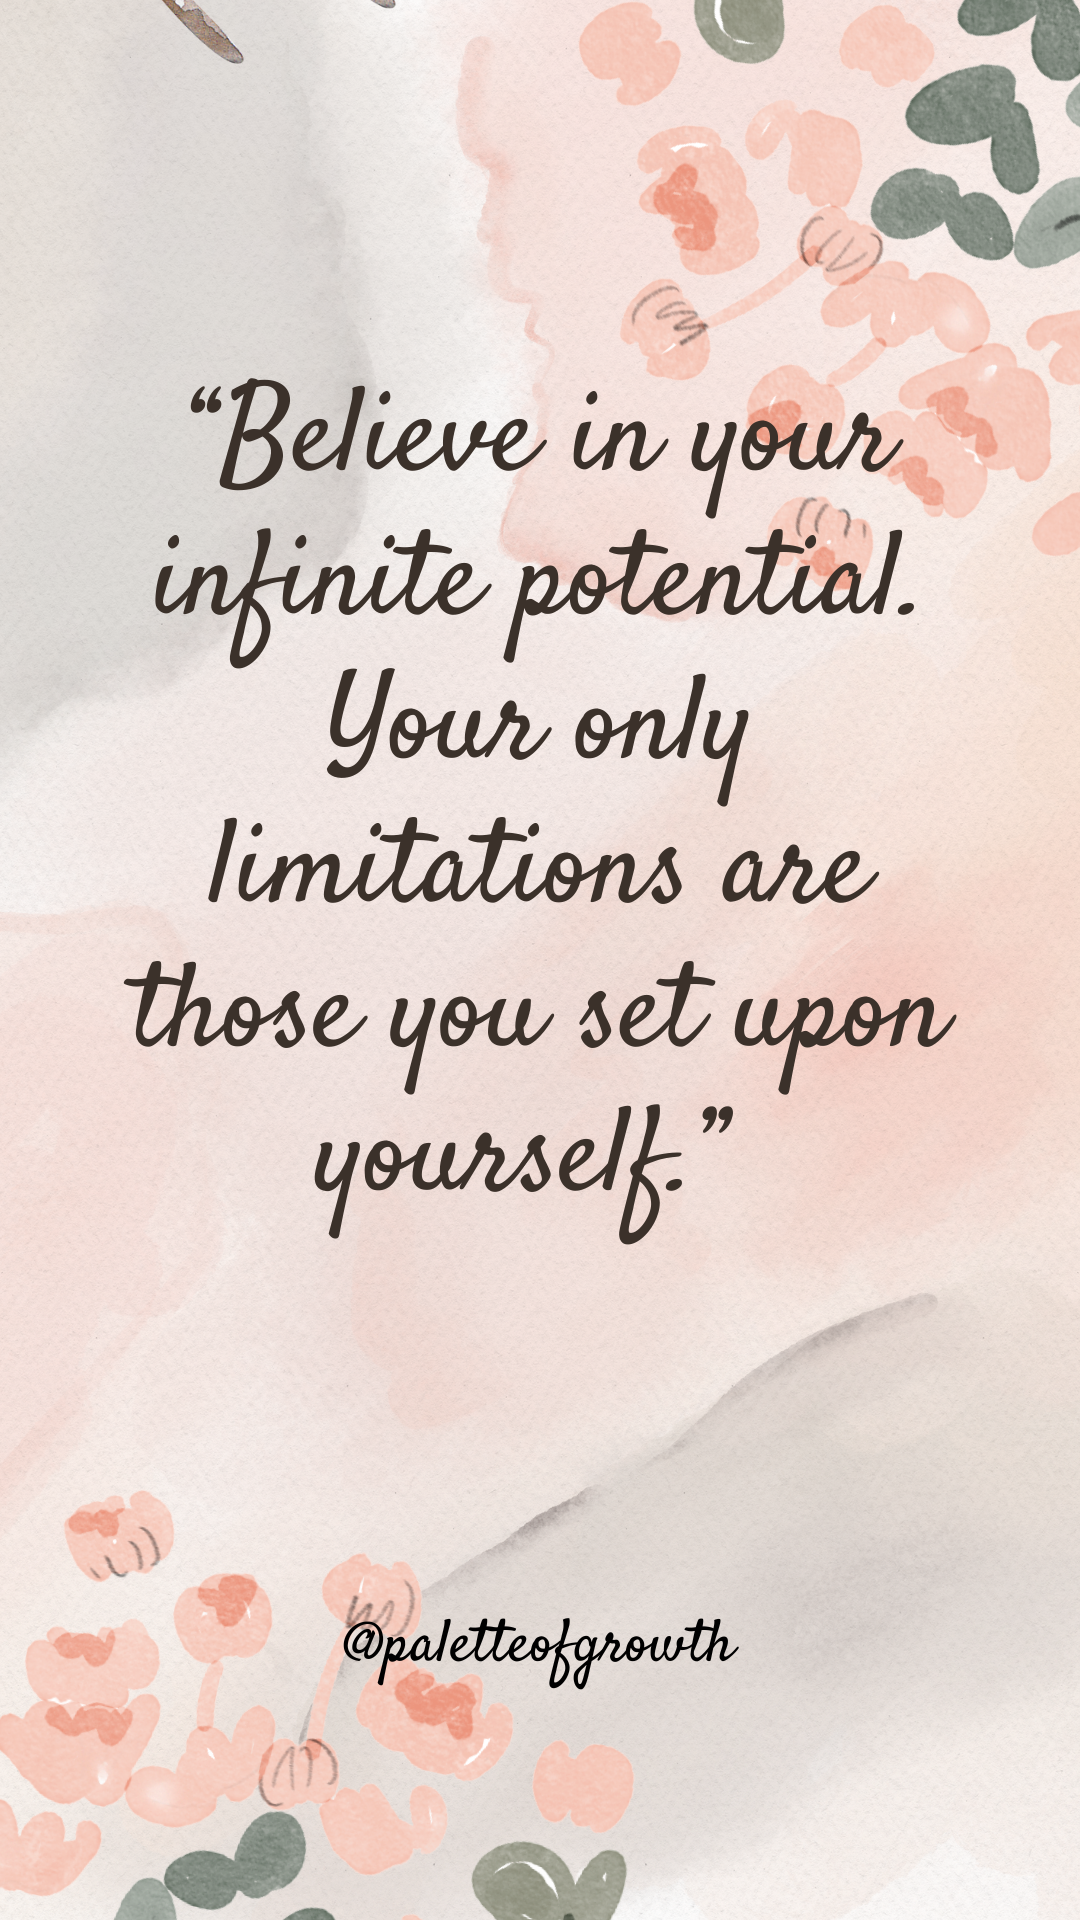 “Believe in your
infinite potential.
Your only
limitations are
those you set upon
yourself.”
@paletteofgrowth